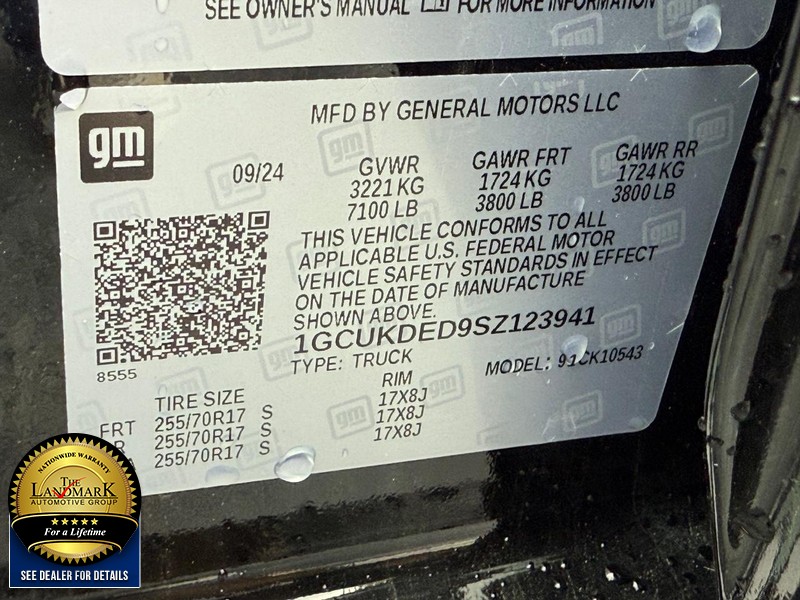 SEE OWNER'S MANUAL FOR MORE INFORMATION
MFD BY GENERAL MOTORS LLC
gm
09/24
GVWR GAWR FRT GAWR RR
3221 KG 1724 KG 1724 KG
7100 LB 3800 LB 3800 LB
THIS VEHICLE CONFORMS TO ALL
APPLICABLE U.S. FEDERAL MOTOR
VEHICLE SAFETY STANDARDS IN EFFECT
ON THE DATE OF MANUFACTURE
SHOWN ABOVE.
1GCUKDED9SZ123941
TYPE: TRUCK MODEL: 91CK10543
8555
TIRE SIZE RIM
FRT 255/70R17 S 17X8J
255/70R17 S 17X8J
255/70R17 S 17X8J
NATIONWIDE WARRANTY
THE
LANDMARK
AUTOMOTIVE GROUP
For a Lifetime
SEE DEALER FOR DETAILS